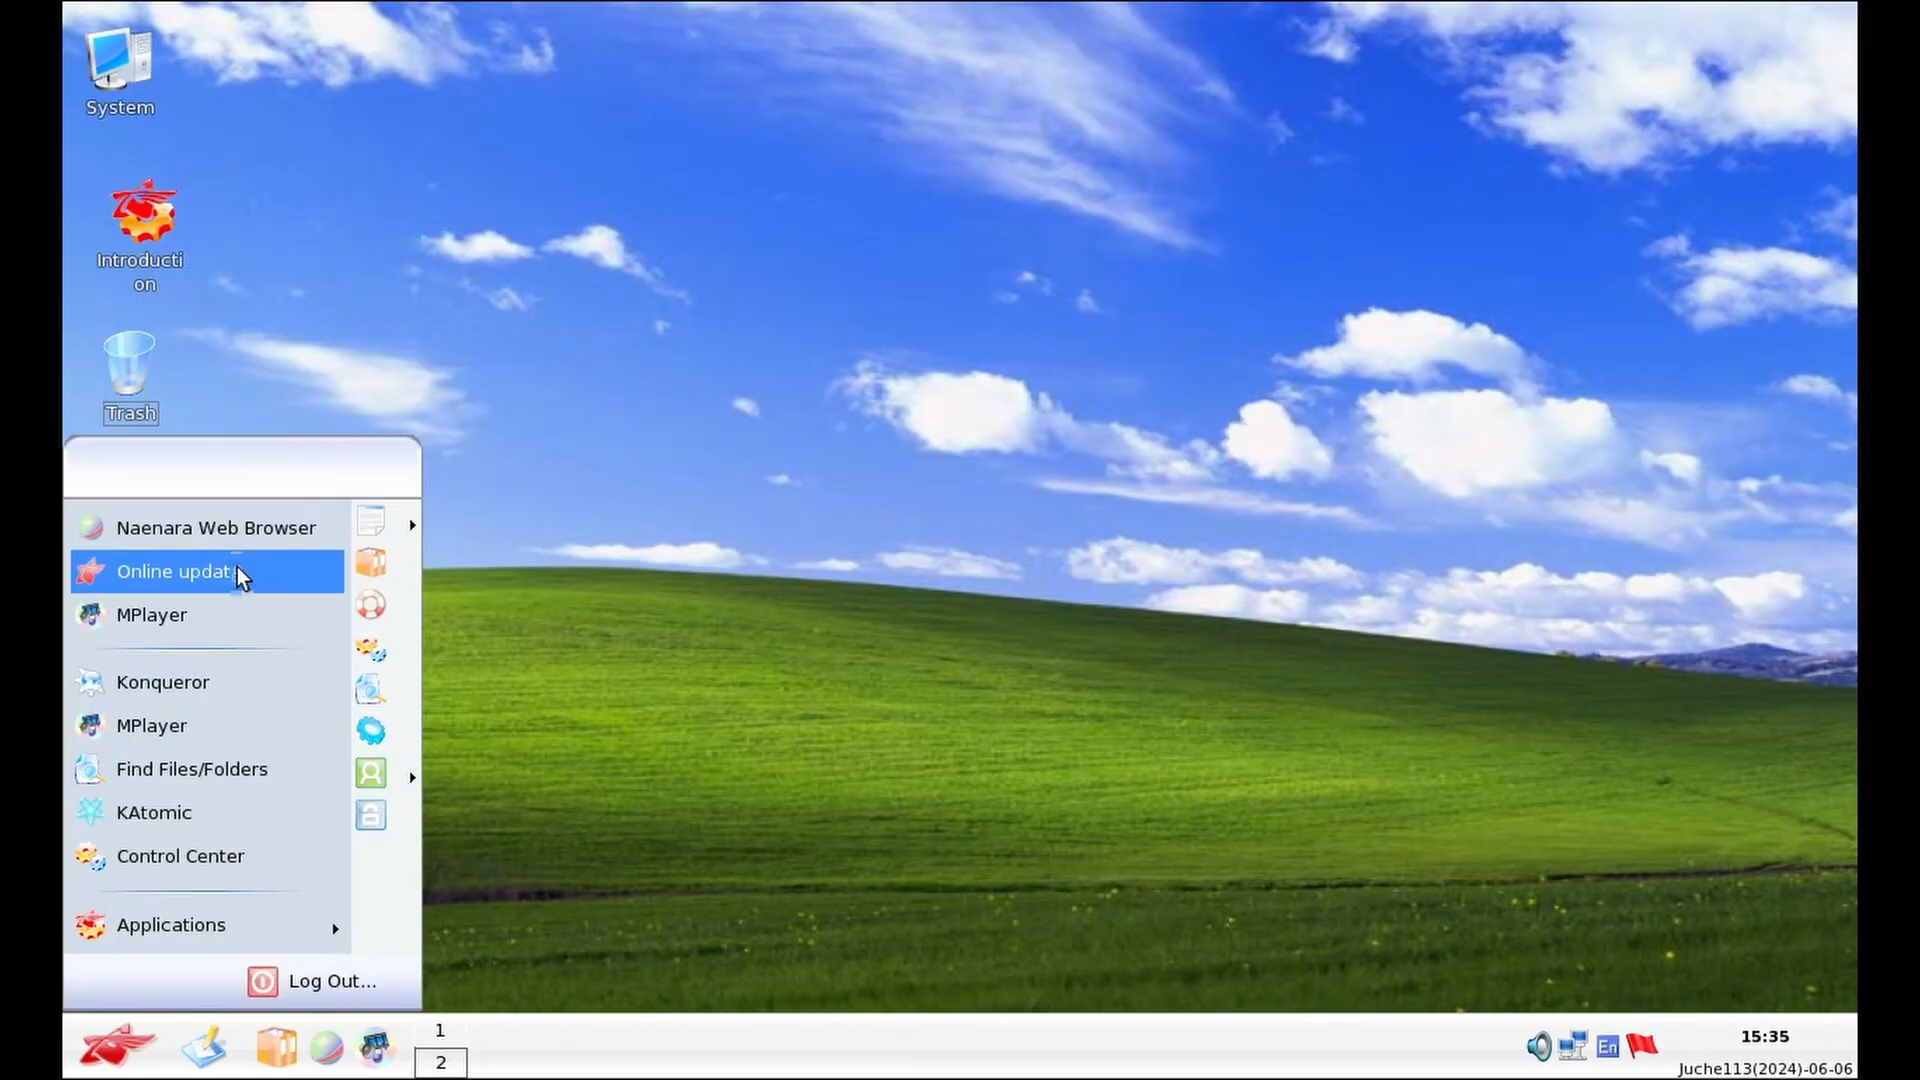 System
Introducti
on
Trash
Naenara Web Browser
Online updat
MPlayer
Konqueror
MPlayer
Find Files/Folders
KAtomic
Control Center
Applications
Log Out...
1
2
En
15:35
Juche113(2024)-06-06